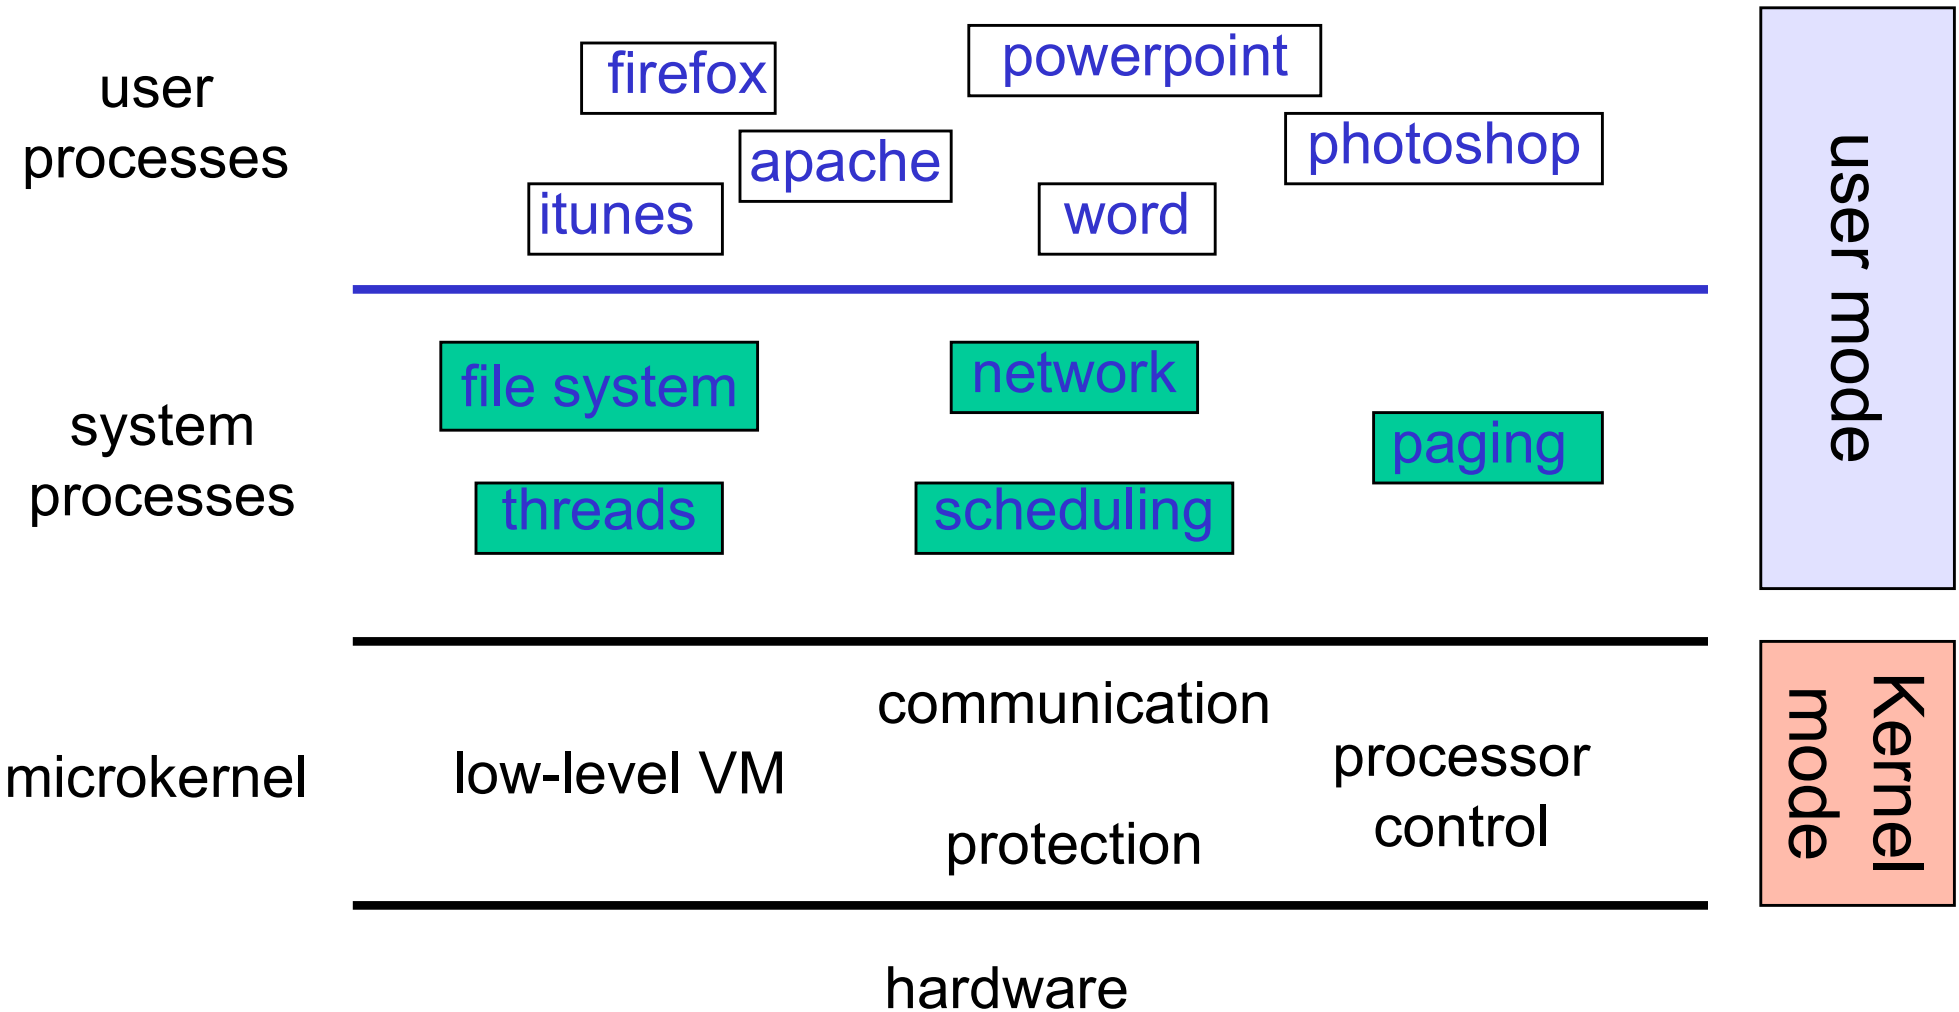 user
processes
firefox
powerpoint
apache
photoshop
itunes
word
user mode
system
processes
file system
network
paging
threads
scheduling
microkernel
communication
low-level VM
processor
control
protection
Kernel
mode
hardware